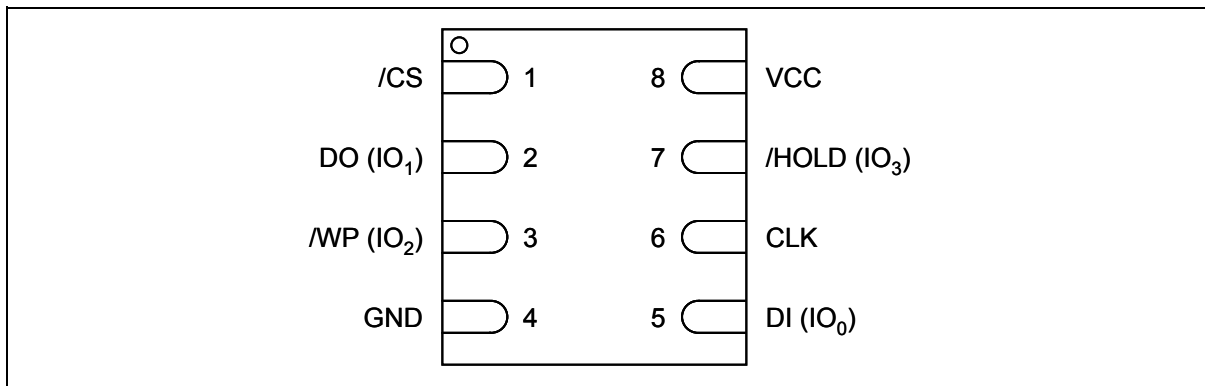 /CS 1 8 VCC
DO (IO₁) 2 7 /HOLD (IO₃)
/WP (IO₂) 3 6 CLK
GND 4 5 DI (IO₀)